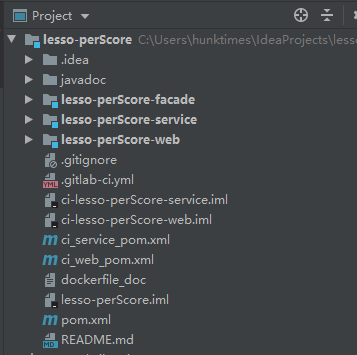 Project
lesso-perScore C:\Users\hunktimes\IdeaProjects\less
.idea
javadoc
lesso-perScore-facade
lesso-perScore-service
lesso-perScore-web
.gitignore
.gitlab-ci.yml
ci-lesso-perScore-service.iml
ci-lesso-perScore-web.iml
ci_service_pom.xml
ci_web_pom.xml
dockerfile_doc
lesso-perScore.iml
pom.xml
README.md